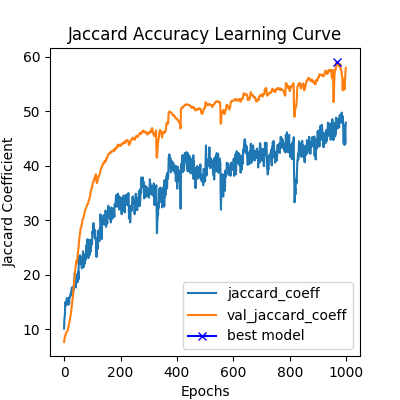 Jaccard Accuracy Learning Curve
60
50
40
30
20
10
Jaccard Coefficient
jaccard_coeff
val_jaccard_coeff
best model
0 200 400 600 800 1000
Epochs